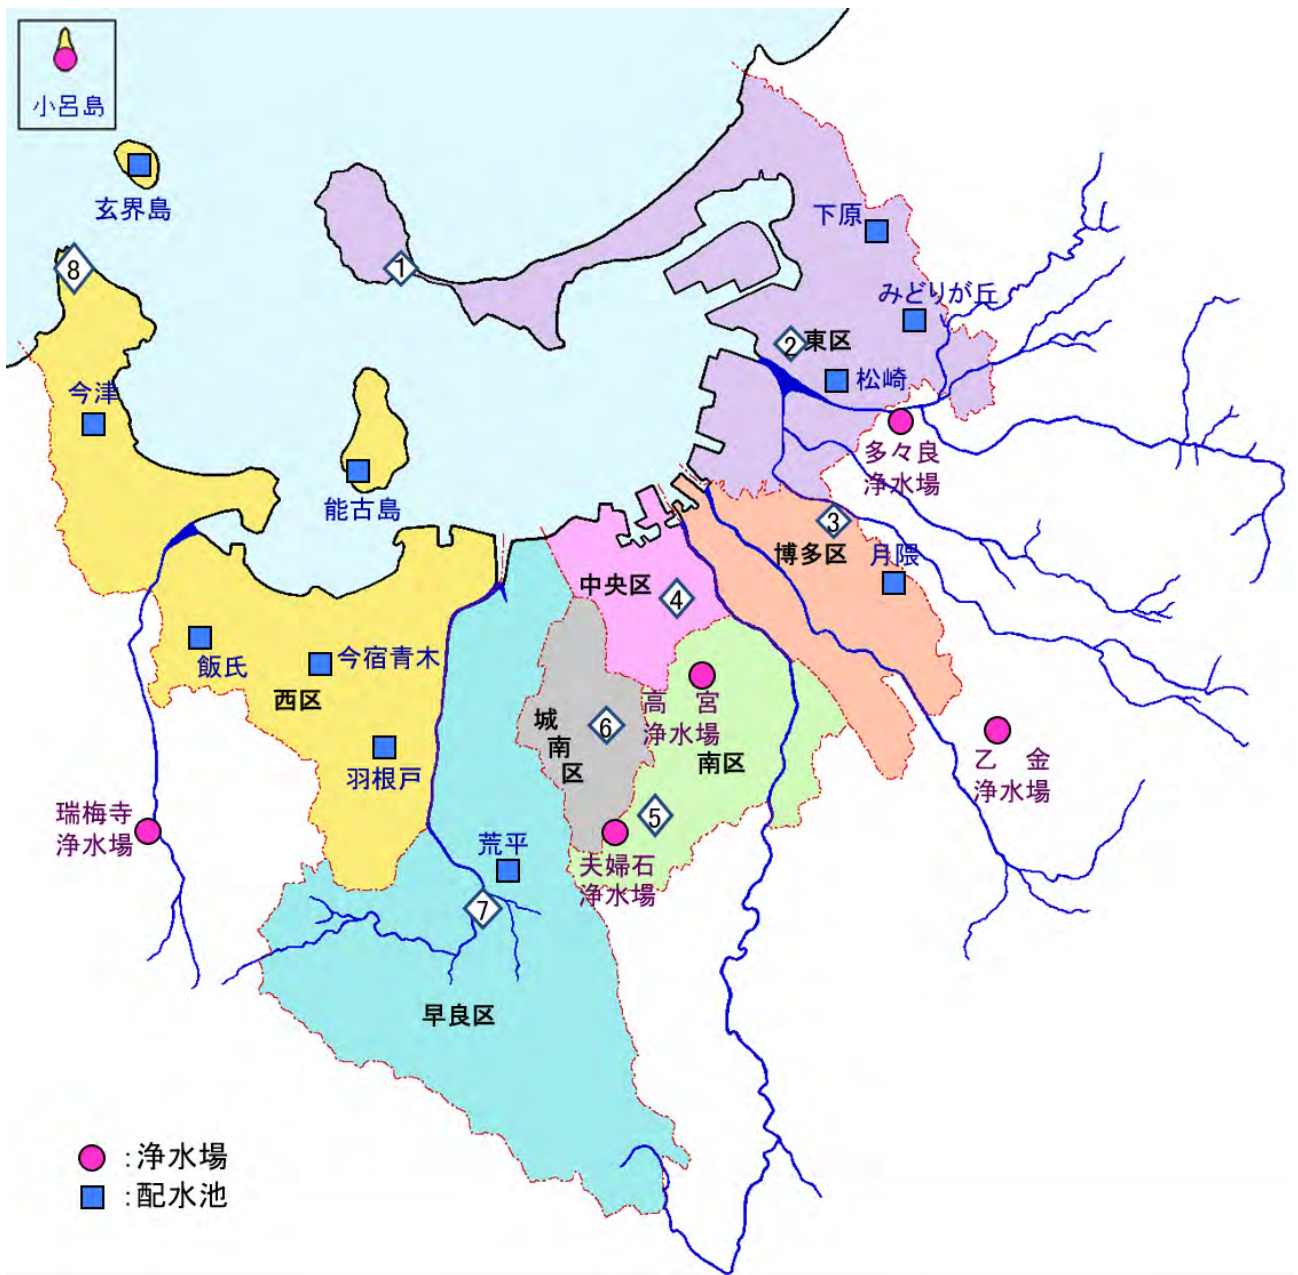 小呂島
玄界島
8
1
下原
みどりが丘
2
東区
今津
松崎
多々良
浄水場
能古島
3
博多区
月隈
中央区
4
飯氏
今宿青木
西区
高 宮
浄水場
城
南
区
6
南区
乙 金
浄水場
羽根戸
瑞梅寺
浄水場
5
荒平
夫婦石
浄水場
7
早良区
:浄水場
:配水池